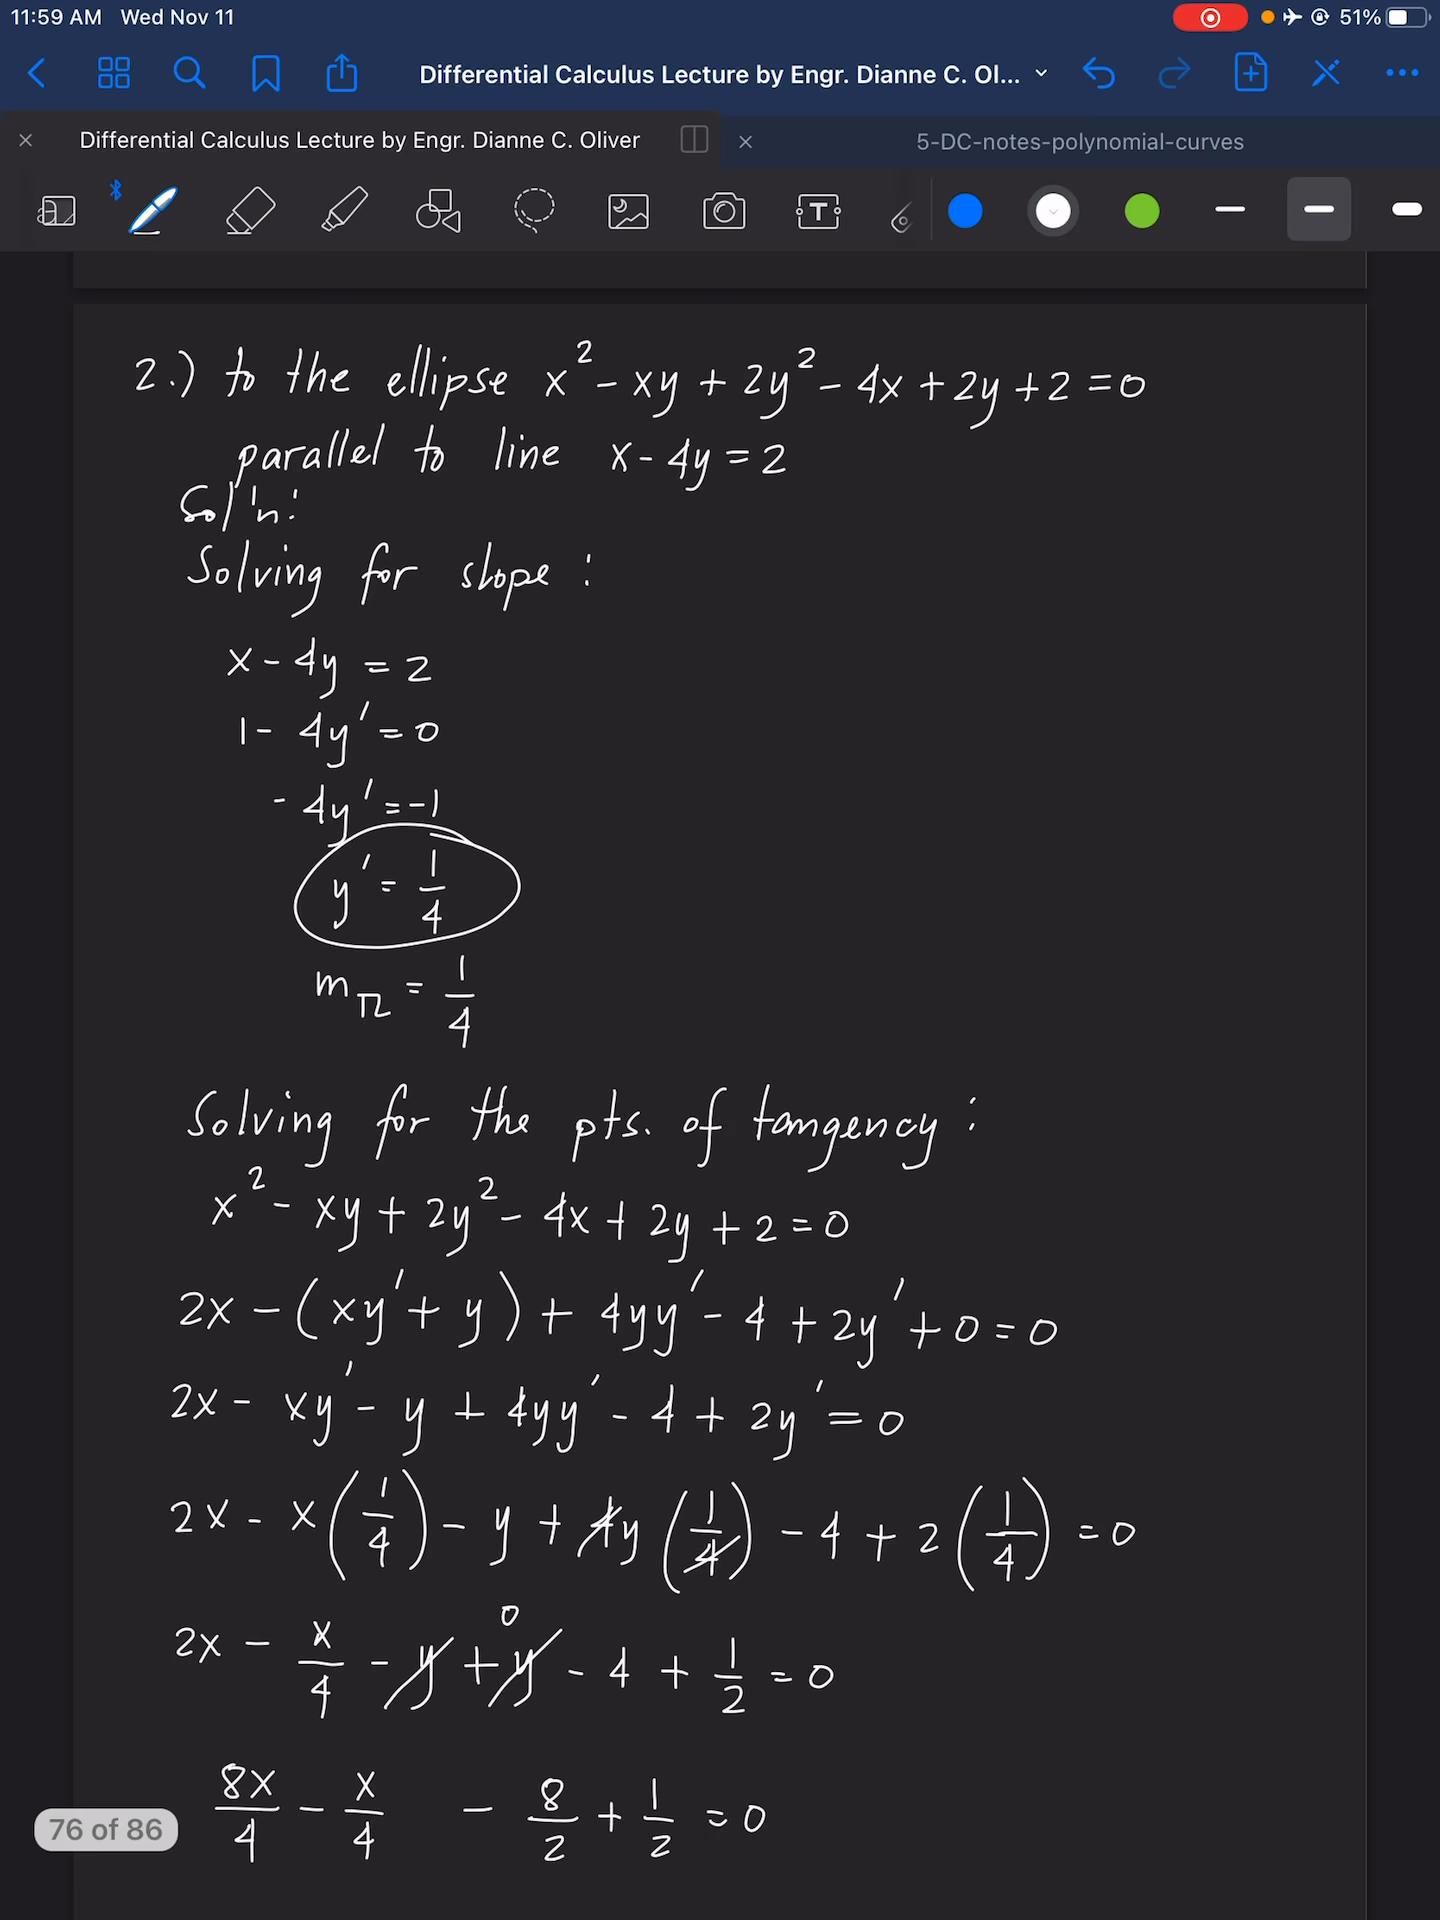 11:59 AM Wed Nov 11 51%
Differential Calculus Lecture by Engr. Dianne C. Ol...
Differential Calculus Lecture by Engr. Dianne C. Oliver
5-DC-notes-polynomial-curves
2.) to the ellipse x² - xy + 2y² - 4x + 2y + 2 = 0
parallel to line x - 4y = 2
Sol'n:
Solving for slope :
x - 4y = 2
1 - 4y' = 0
- 4y' = -1
y' = 1/4
m_TL = 1/4
Solving for the pts. of tangency :
x² - xy + 2y² - 4x + 2y + 2 = 0
2x - (xy' + y) + 4yy' - 4 + 2y' + 0 = 0
2x - xy' - y + 4yy' - 4 + 2y' = 0
2x - x(1/4) - y + 4y(1/4) - 4 + 2(1/4) = 0
0
2x - x/4 - y + y - 4 + 1/2 = 0
8x/4 - x/4 - 8/2 + 1/2 = 0
76 of 86